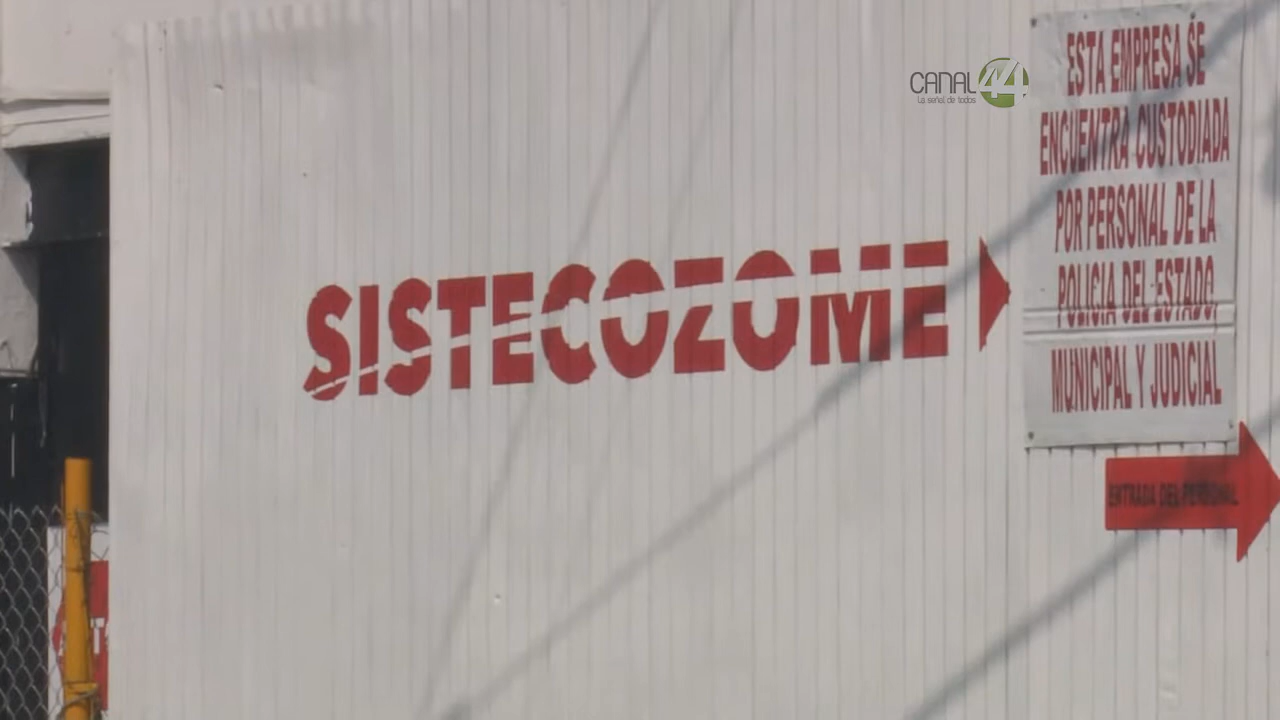 CANAL 44
La señal de todos
ESTA EMPRESA SE
ENCUENTRA CUSTODIADA
POR PERSONAL DE LA
POLICIA DEL ESTADO,
MUNICIPAL Y JUDICIAL
SISTECOZOME
ENTRADA DEL PERSONAL